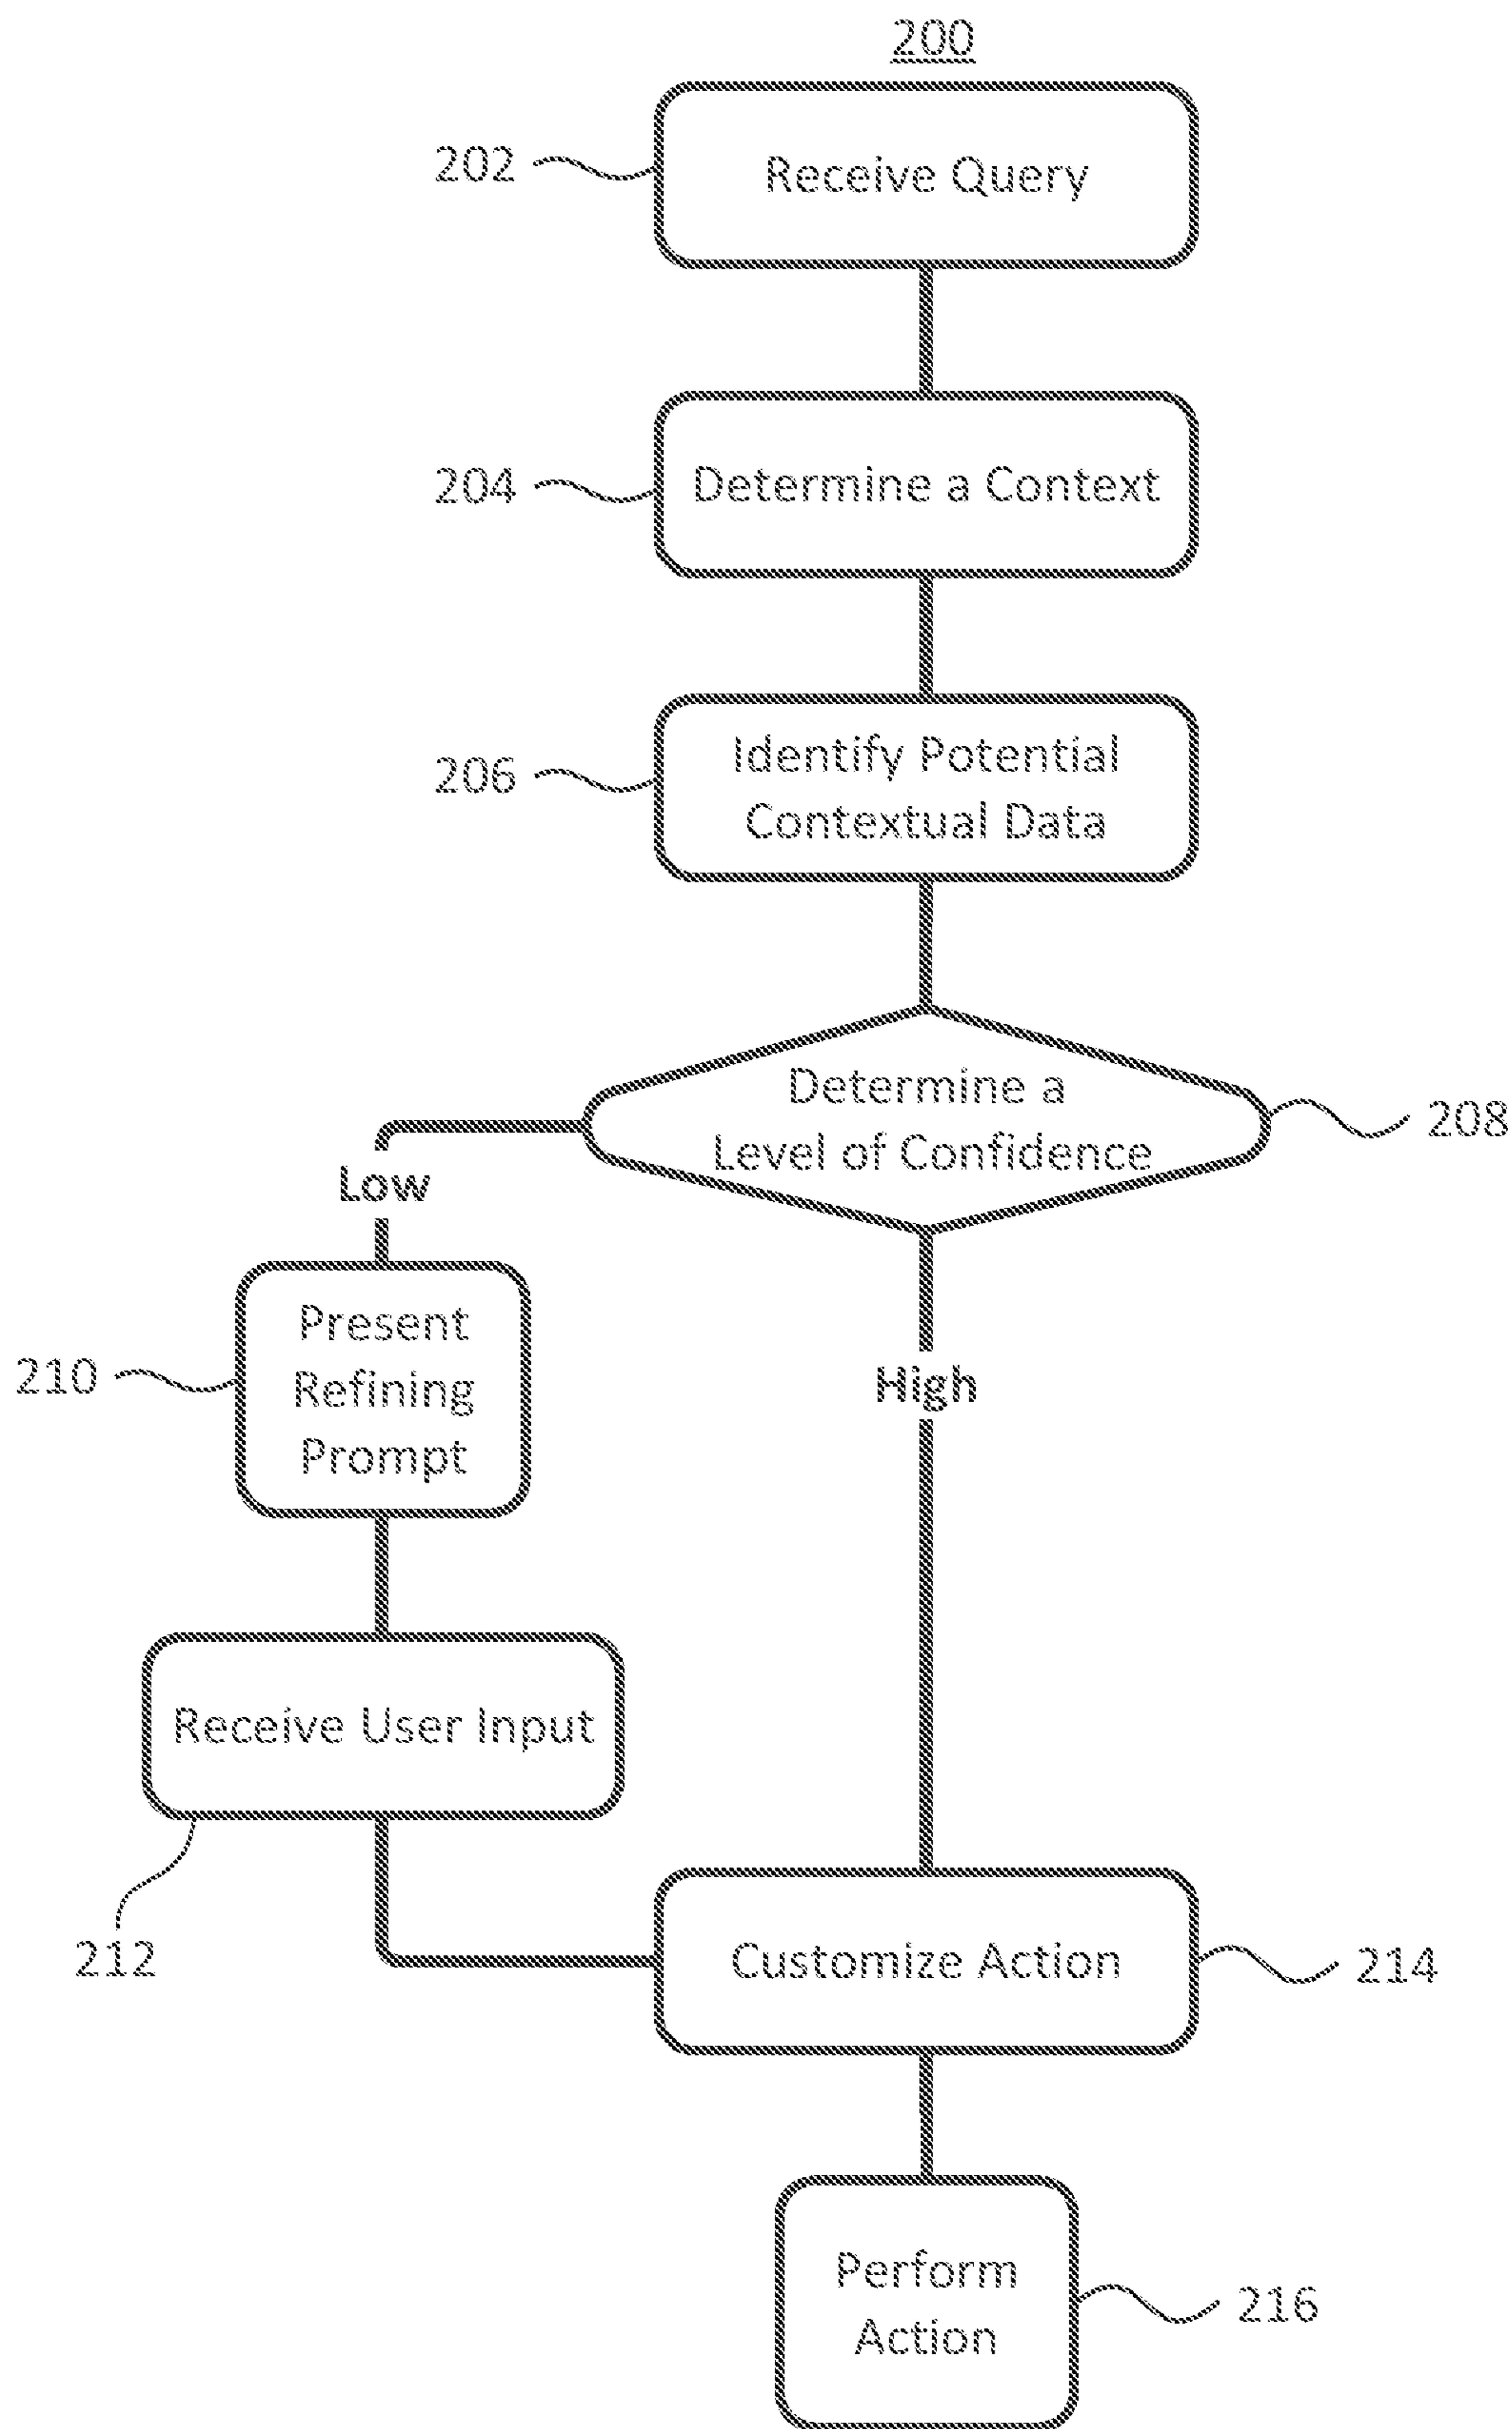 200
202
Receive Query
204
Determine a Context
206
Identify Potential
Contextual Data
Determine a
Level of Confidence
208
Low
Present
Refining
Prompt
210
High
Receive User Input
212
Customize Action
214
Perform
Action
216